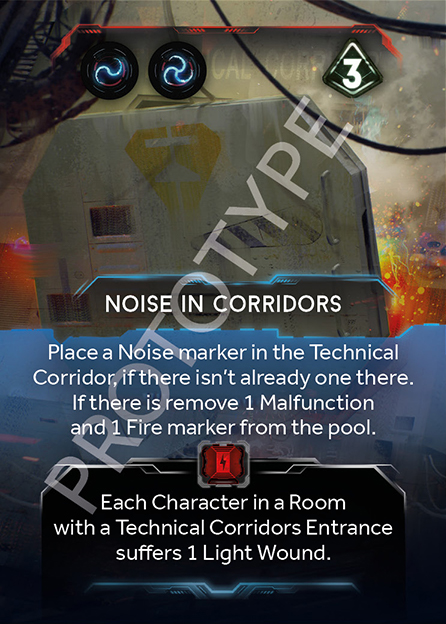 3
NOISE IN CORRIDORS
Place a Noise marker in the Technical
Corridor, if there isn't already one there.
If there is remove 1 Malfunction
and 1 Fire marker from the pool.
Each Character in a Room
with a Technical Corridors Entrance
suffers 1 Light Wound.
PROTOTYPE